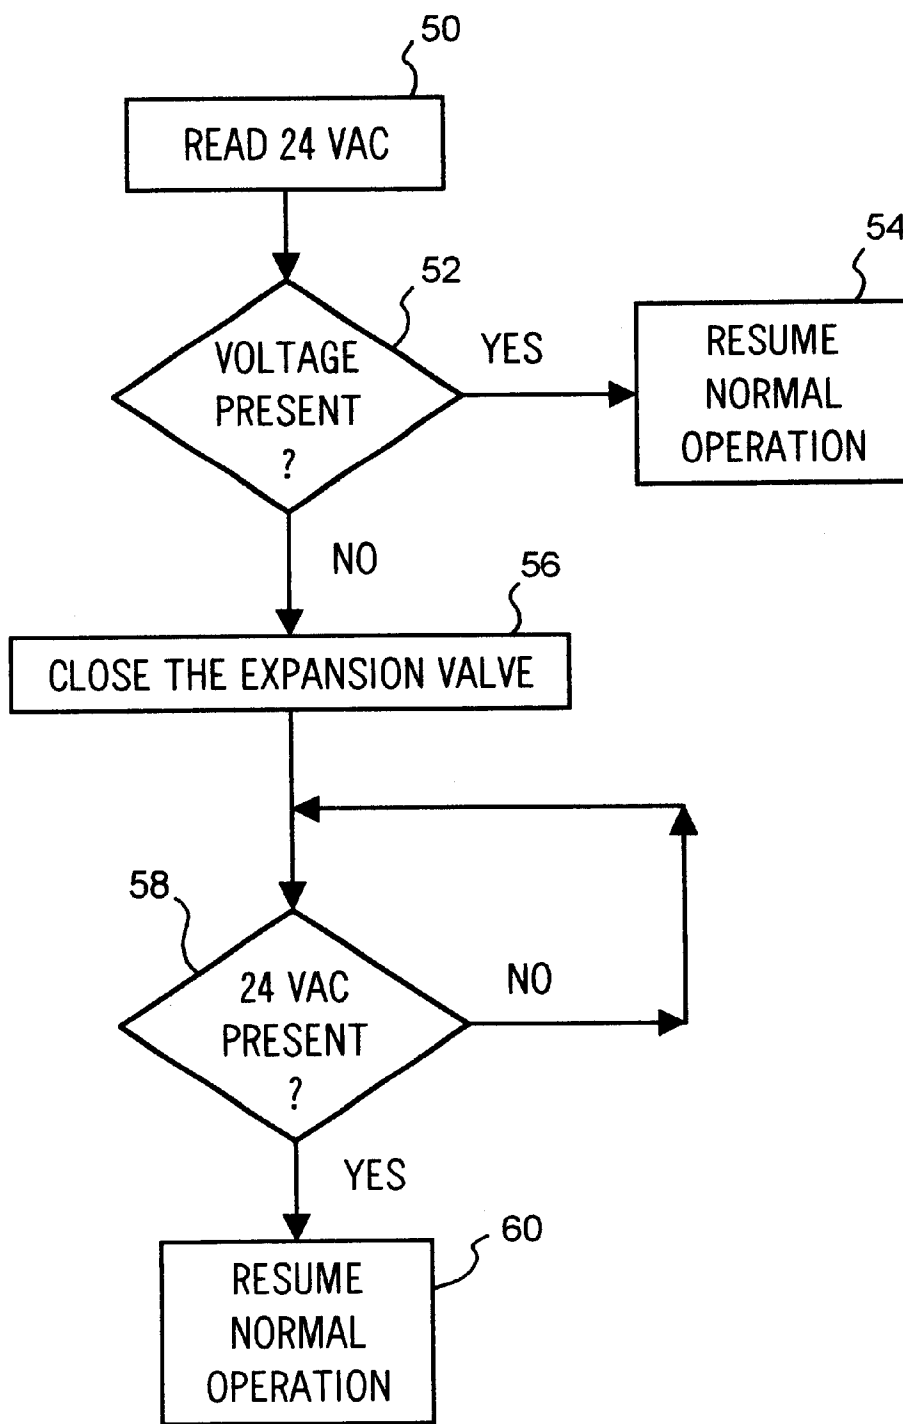 50
READ 24 VAC
52
VOLTAGE
PRESENT
?
YES
54
RESUME
NORMAL
OPERATION
NO
56
CLOSE THE EXPANSION VALVE
58
24 VAC
PRESENT
?
NO
YES
60
RESUME
NORMAL
OPERATION